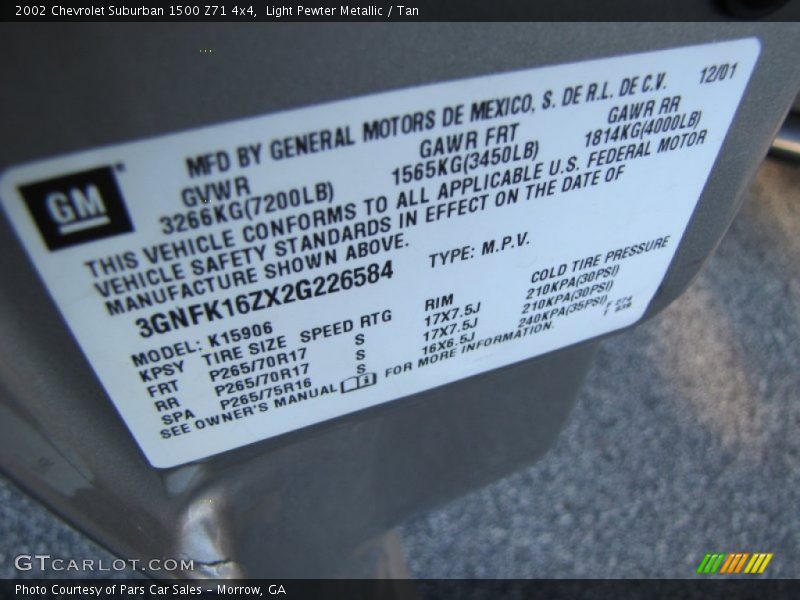 2002 Chevrolet Suburban 1500 Z71 4x4, Light Pewter Metallic / Tan
12/01
MFD BY GENERAL MOTORS DE MEXICO, S. DE R.L. DE C.V.
GM
GVWR GAWR FRT GAWR RR
3266KG(7200LB) 1565KG(3450LB) 1814KG(4000LB)
THIS VEHICLE CONFORMS TO ALL APPLICABLE U.S. FEDERAL MOTOR
VEHICLE SAFETY STANDARDS IN EFFECT ON THE DATE OF
MANUFACTURE SHOWN ABOVE.
3GNFK16ZX2G226584 TYPE: M.P.V.
MODEL: K15906
KPSY TIRE SIZE SPEED RTG RIM COLD TIRE PRESSURE
FRT P265/70R17 S 17X7.5J 210KPA(30PSI)
RR P265/70R17 S 17X7.5J 210KPA(30PSI)
SPA P265/75R16 S 16X6.5J 240KPA(35PSI)
SEE OWNER'S MANUAL FOR MORE INFORMATION.
GTCARLOT.COM
Photo Courtesy of Pars Car Sales - Morrow, GA